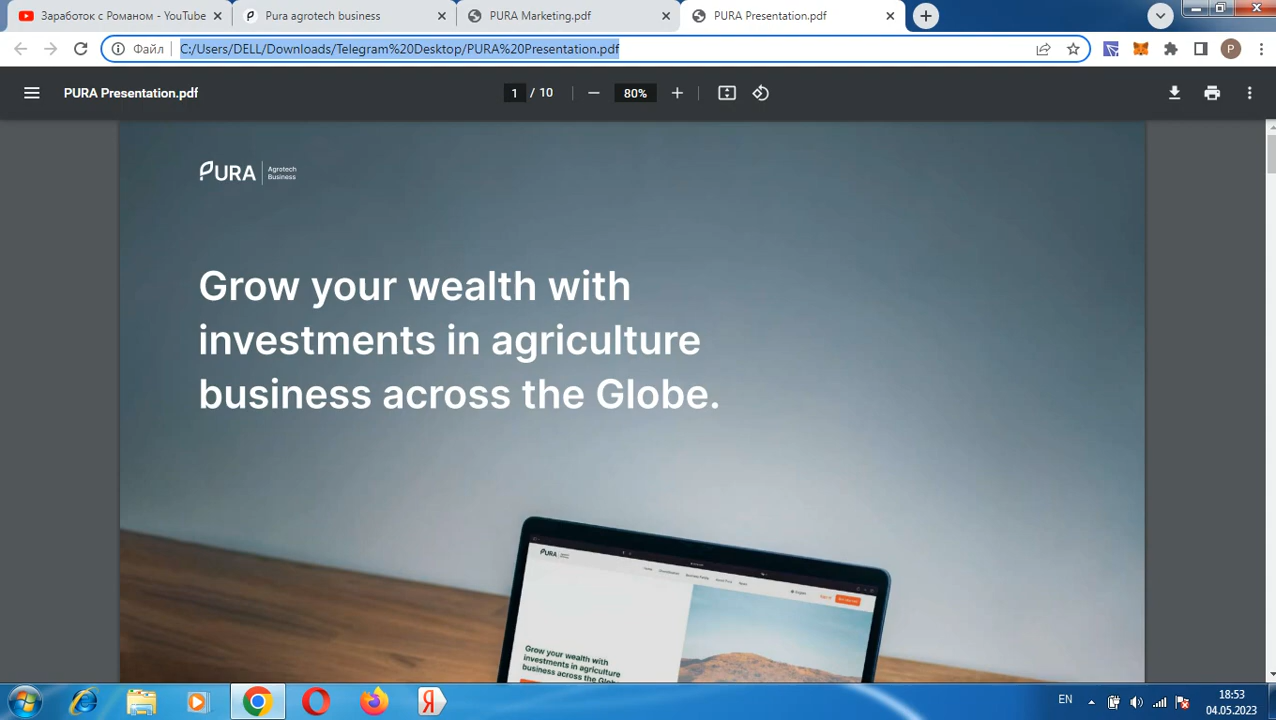 Заработок с Романом - YouTube
Pura agrotech business
PURA Marketing.pdf
PURA Presentation.pdf
Файл
C:/Users/DELL/Downloads/Telegram%20Desktop/PURA%20Presentation.pdf
P
PURA Presentation.pdf
1 / 10
80%
PURA
Agrotech
Business
Grow your wealth with
investments in agriculture
business across the Globe.
PURA
Grow your wealth with
investments in agriculture
business across the Globe
EN
18:53
04.05.2023